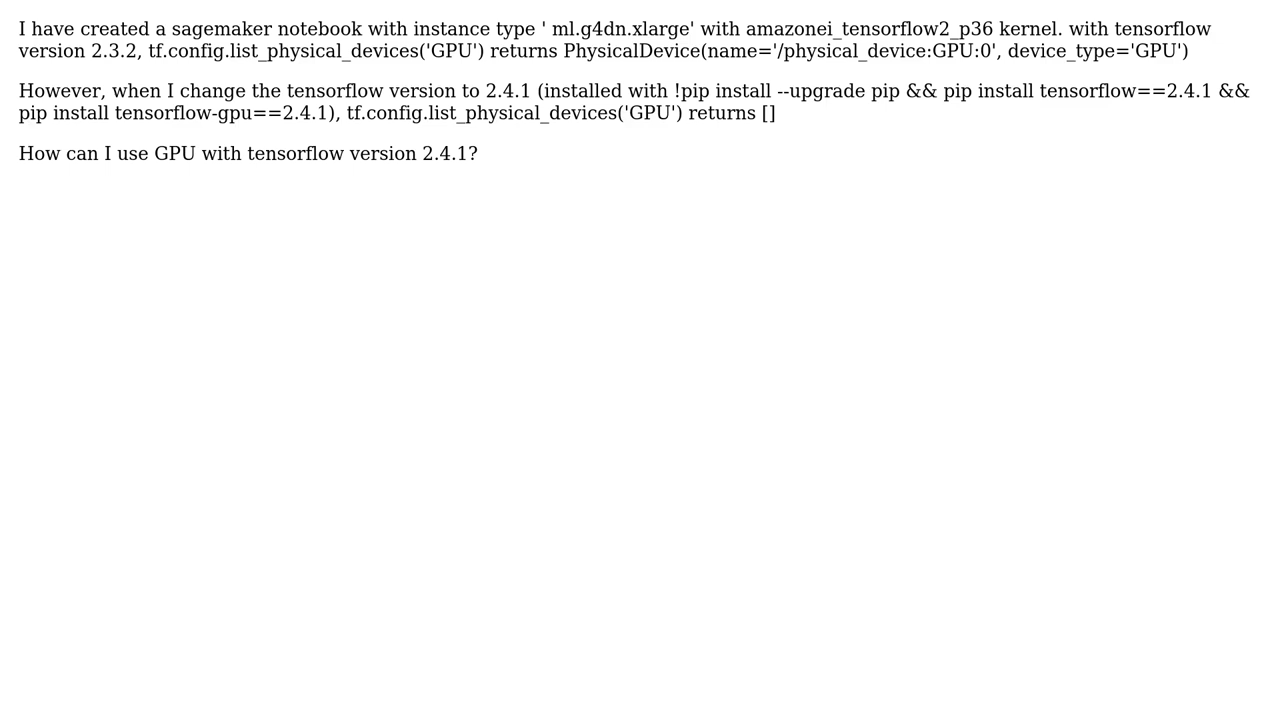 I have created a sagemaker notebook with instance type ' ml.g4dn.xlarge' with amazonei_tensorflow2_p36 kernel. with tensorflow
version 2.3.2, tf.config.list_physical_devices('GPU') returns PhysicalDevice(name='/physical_device:GPU:0', device_type='GPU')
However, when I change the tensorflow version to 2.4.1 (installed with !pip install --upgrade pip && pip install tensorflow==2.4.1 &&
pip install tensorflow-gpu==2.4.1), tf.config.list_physical_devices('GPU') returns []
How can I use GPU with tensorflow version 2.4.1?